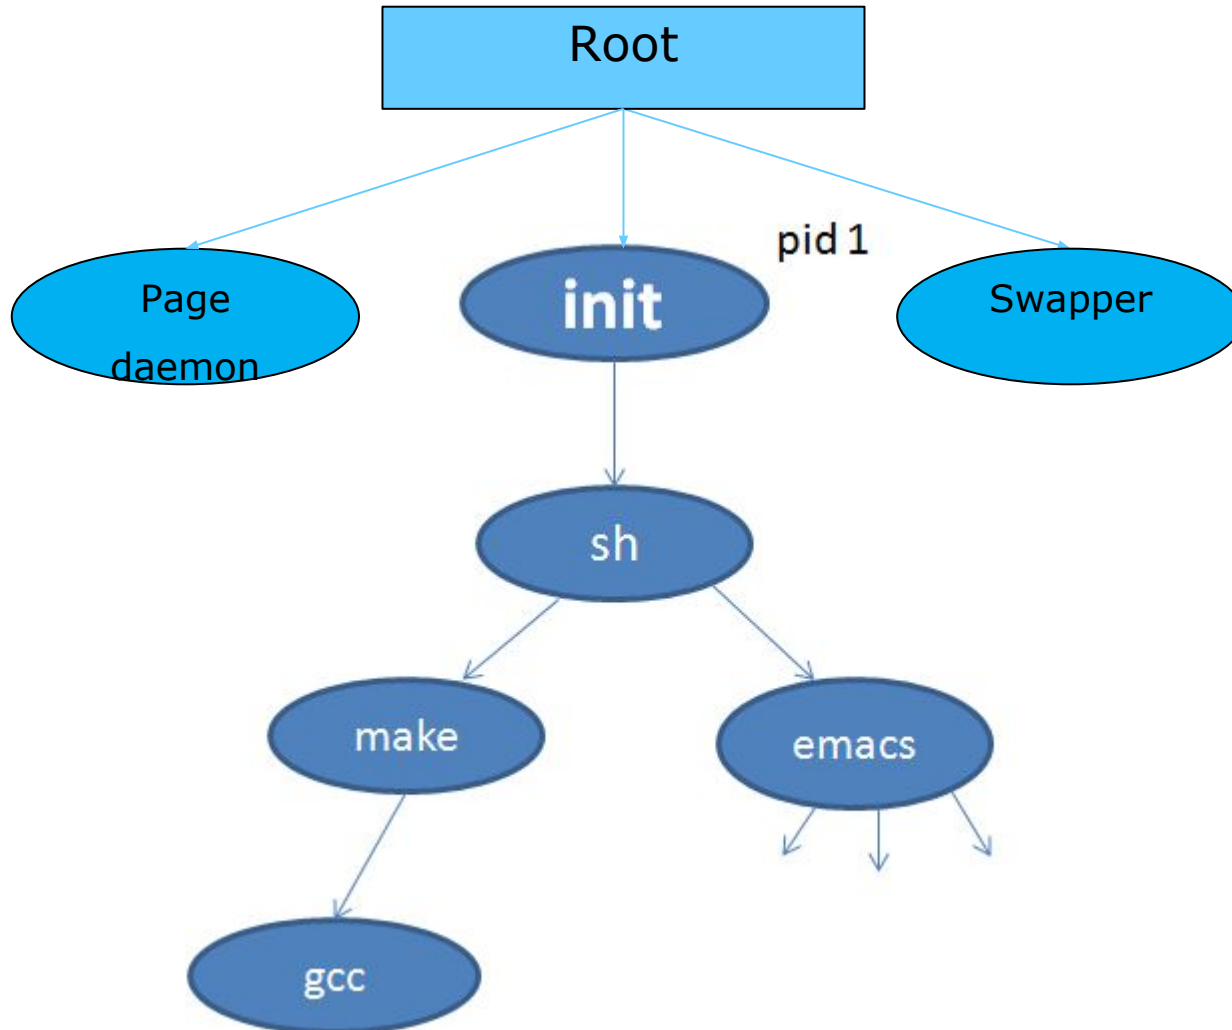 Root
pid 1
Page
daemon
init
Swapper
sh
make
emacs
gcc